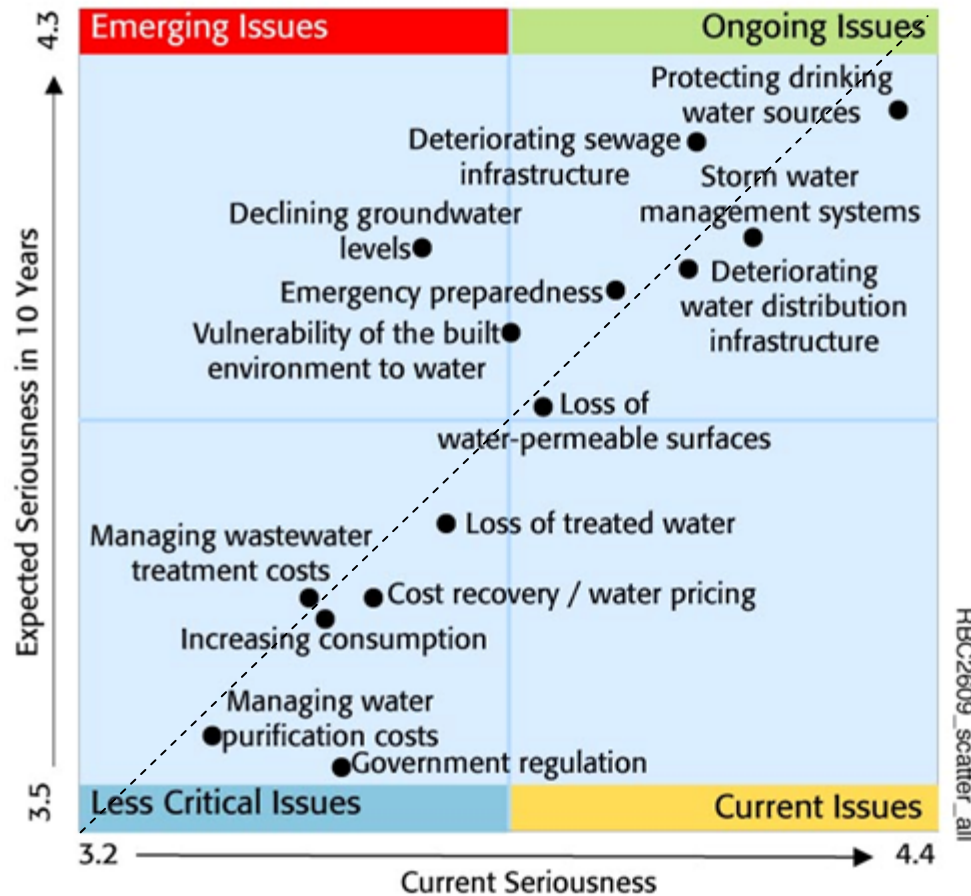 4.3
Emerging Issues
Ongoing Issues
Protecting drinking
water sources
Deteriorating sewage
infrastructure
Storm water
management systems
Declining groundwater
levels
Deteriorating
water distribution
infrastructure
Emergency preparedness
Vulnerability of the built
environment to water
Loss of
water-permeable surfaces
Loss of treated water
Managing wastewater
treatment costs
Cost recovery / water pricing
Increasing consumption
Managing water
purification costs
Government regulation
Less Critical Issues
Current Issues
Expected Seriousness in 10 Years
3.5
3.2
4.4
Current Seriousness
HBC2609_scatter_all